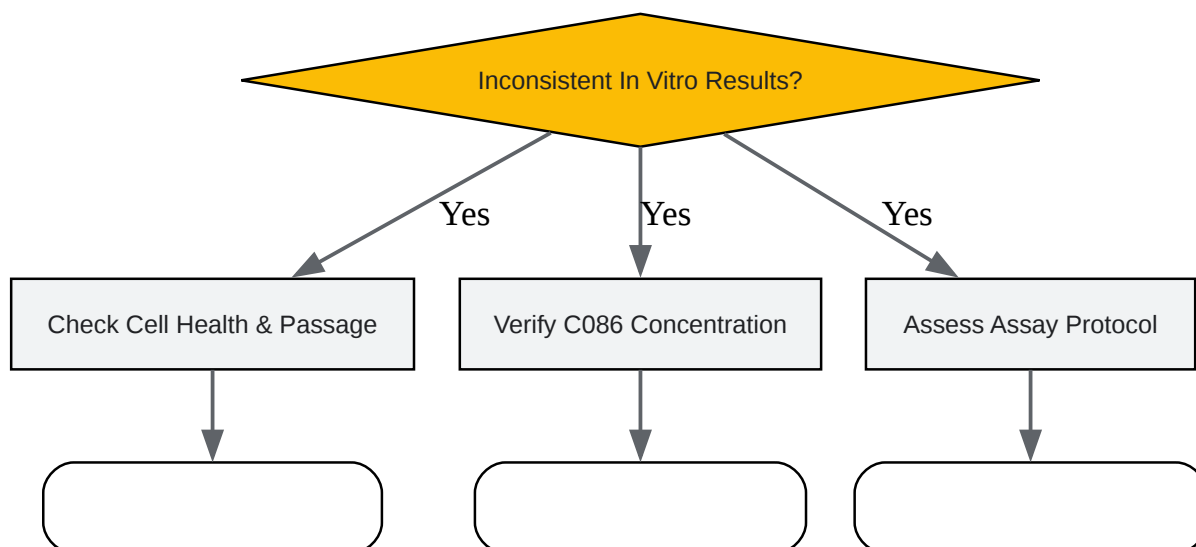 Inconsistent In Vitro Results?
Yes
Yes
Yes
Check Cell Health & Passage
Verify C086 Concentration
Assess Assay Protocol